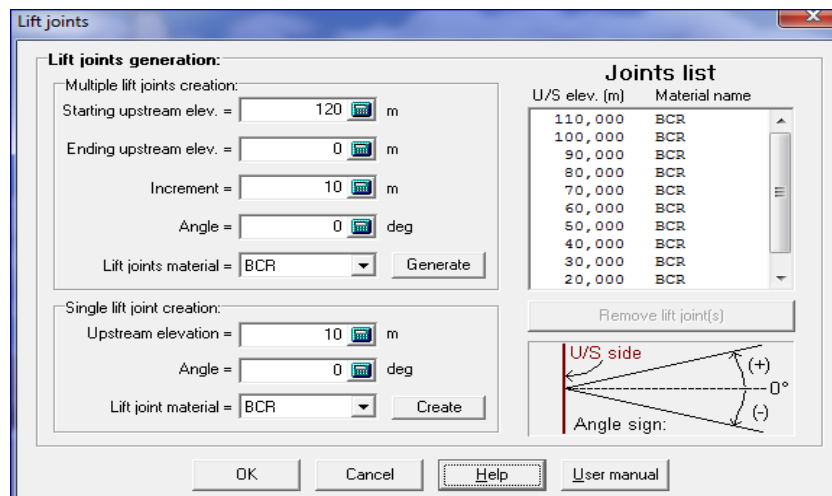 Lift joints
Lift joints generation:
Multiple lift joints creation:
Starting upstream elev. = 120 m
Ending upstream elev. = 0 m
Increment = 10 m
Angle = 0 deg
Lift joints material = BCR Generate
Single lift joint creation:
Upstream elevation = 10 m
Angle = 0 deg
Lift joint material = BCR Create
Joints list
U/S elev. (m) Material name
110,000 BCR
100,000 BCR
90,000 BCR
80,000 BCR
70,000 BCR
60,000 BCR
50,000 BCR
40,000 BCR
30,000 BCR
20,000 BCR
Remove lift joint(s)
U/S side
(+)
0°
(-)
Angle sign:
OK Cancel Help User manual